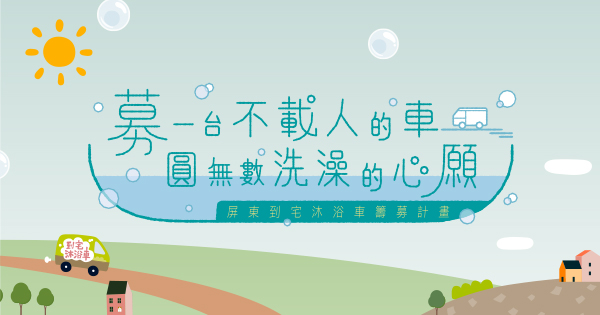 募一台不載人的車
圓無數洗澡的心願
屏東到宅沐浴車籌募計畫
到宅
沐浴車